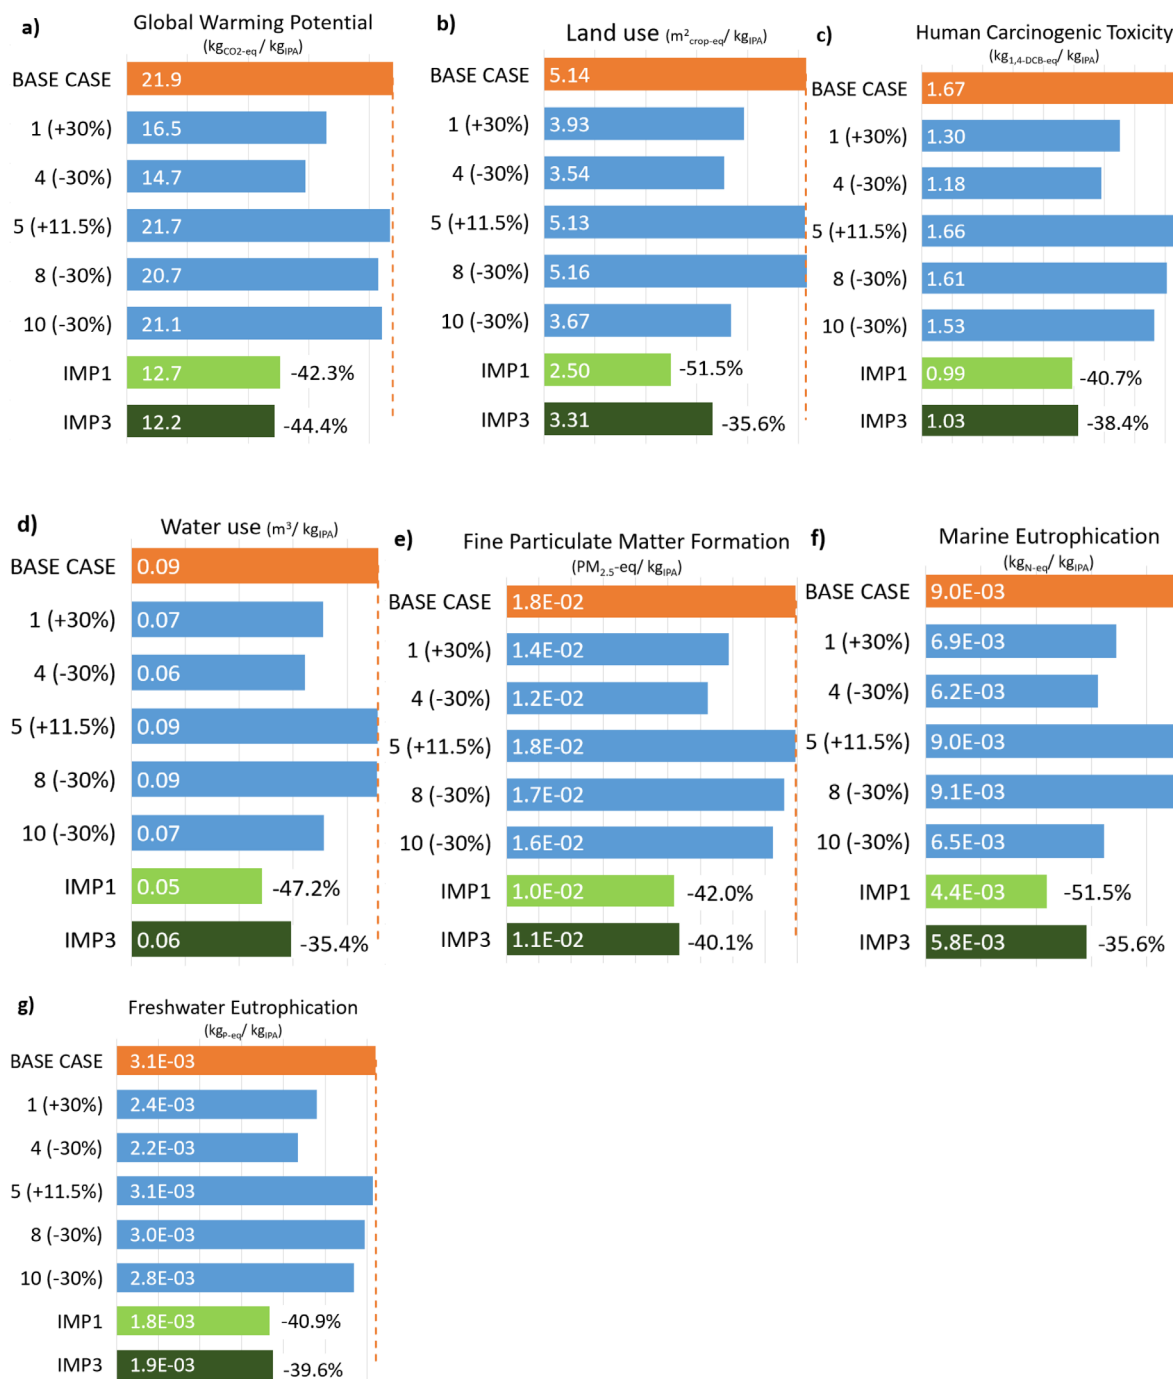 a)
Global Warming Potential
(kgCO2-eq / kgIPA)
BASE CASE 21.9
1 (+30%) 16.5
4 (-30%) 14.7
5 (+11.5%) 21.7
8 (-30%) 20.7
10 (-30%) 21.1
IMP1 12.7 -42.3%
IMP3 12.2 -44.4%
b)
Land use (m²crop-eq/ kgIPA)
BASE CASE 5.14
1 (+30%) 3.93
4 (-30%) 3.54
5 (+11.5%) 5.13
8 (-30%) 5.16
10 (-30%) 3.67
IMP1 2.50 -51.5%
IMP3 3.31 -35.6%
c)
Human Carcinogenic Toxicity
(kg1,4-DCB-eq/ kgIPA)
BASE CASE 1.67
1 (+30%) 1.30
4 (-30%) 1.18
5 (+11.5%) 1.66
8 (-30%) 1.61
10 (-30%) 1.53
IMP1 0.99 -40.7%
IMP3 1.03 -38.4%
d)
Water use (m³/ kgIPA)
BASE CASE 0.09
1 (+30%) 0.07
4 (-30%) 0.06
5 (+11.5%) 0.09
8 (-30%) 0.09
10 (-30%) 0.07
IMP1 0.05 -47.2%
IMP3 0.06 -35.4%
e)
Fine Particulate Matter Formation
(PM2.5-eq/ kgIPA)
BASE CASE 1.8E-02
1 (+30%) 1.4E-02
4 (-30%) 1.2E-02
5 (+11.5%) 1.8E-02
8 (-30%) 1.7E-02
10 (-30%) 1.6E-02
IMP1 1.0E-02 -42.0%
IMP3 1.1E-02 -40.1%
f)
Marine Eutrophication
(kgN-eq/ kgIPA)
BASE CASE 9.0E-03
1 (+30%) 6.9E-03
4 (-30%) 6.2E-03
5 (+11.5%) 9.0E-03
8 (-30%) 9.1E-03
10 (-30%) 6.5E-03
IMP1 4.4E-03 -51.5%
IMP3 5.8E-03 -35.6%
g)
Freshwater Eutrophication
(kgP-eq/ kgIPA)
BASE CASE 3.1E-03
1 (+30%) 2.4E-03
4 (-30%) 2.2E-03
5 (+11.5%) 3.1E-03
8 (-30%) 3.0E-03
10 (-30%) 2.8E-03
IMP1 1.8E-03 -40.9%
IMP3 1.9E-03 -39.6%